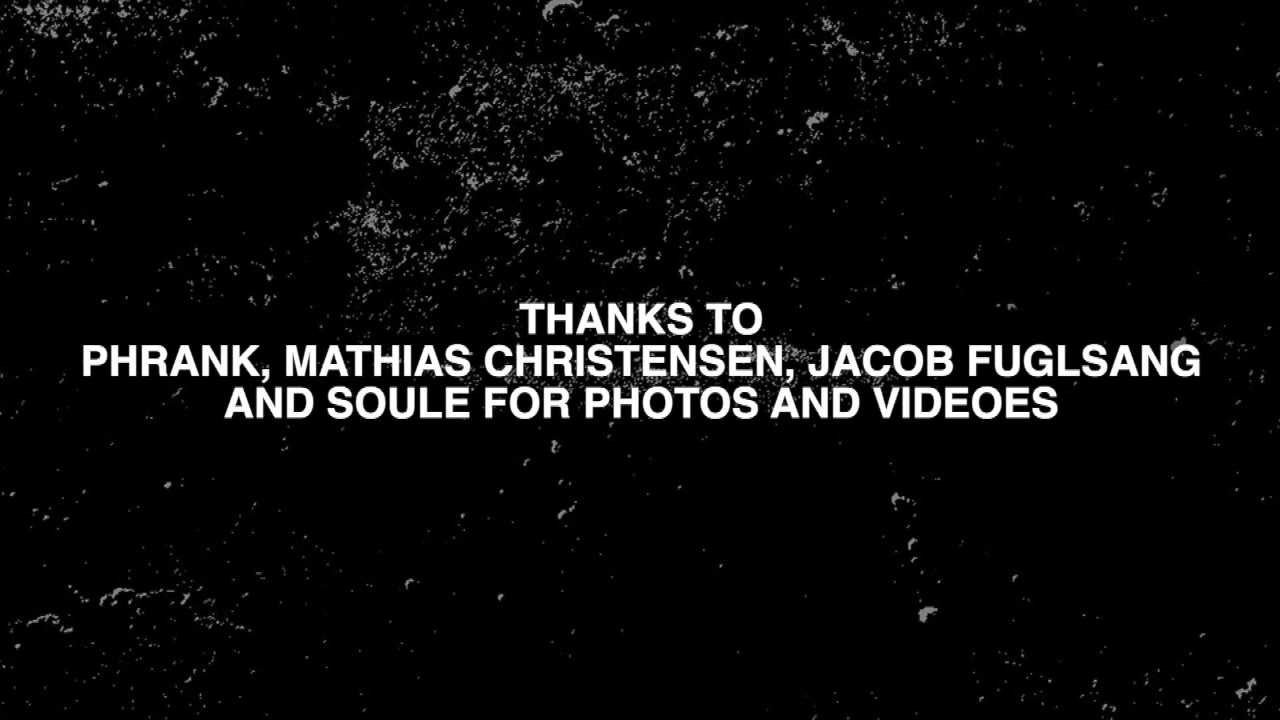 THANKS TO
PHRANK, MATHIAS CHRISTENSEN, JACOB FUGLSANG
AND SOULE FOR PHOTOS AND VIDEOES